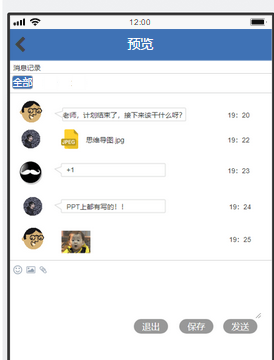 12:00
预览
消息记录
全部
老师，计划结束了，接下来该干什么呀？
19：20
JPEG
思维导图.jpg
19：22
+1
19：23
PPT上都有写的！！
19：24
19：25
退出 保存 发送